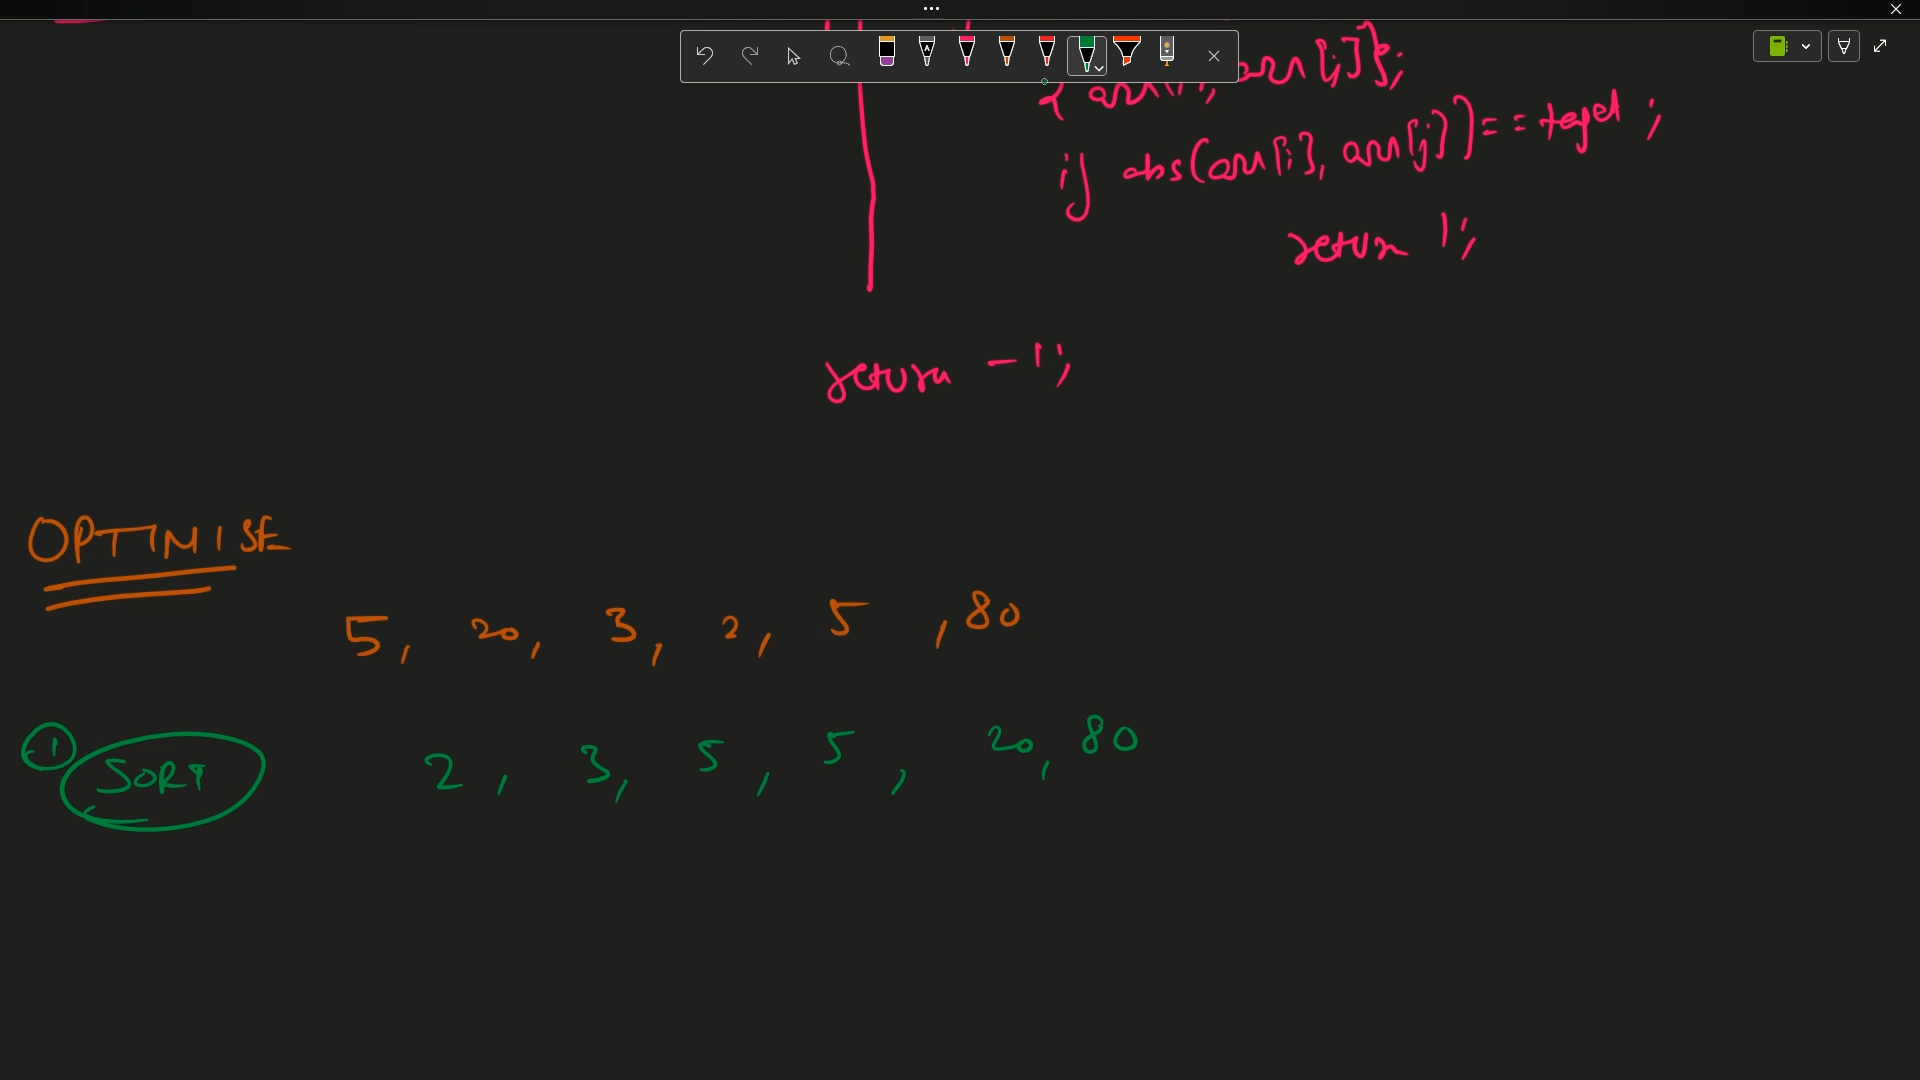 arr[j]};
if abs(arr[i], arr[j])==taget ;
return 1;
return -1;
OPTIMISE
5, 20, 3, 2, 5 , 80
1
SORT 2 , 3, 5 , 5 , 20, 80